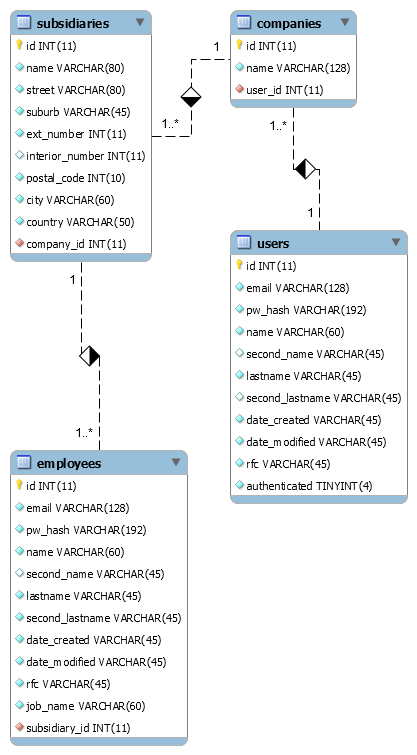 subsidiaries
id INT(11)
name VARCHAR(80)
street VARCHAR(80)
suburb VARCHAR(45)
ext_number INT(11)
interior_number INT(11)
postal_code INT(10)
city VARCHAR(60)
country VARCHAR(50)
company_id INT(11)
1
1..*
companies
id INT(11)
name VARCHAR(128)
user_id INT(11)
1..*
1
users
id INT(11)
email VARCHAR(128)
pw_hash VARCHAR(192)
name VARCHAR(60)
second_name VARCHAR(45)
lastname VARCHAR(45)
second_lastname VARCHAR(45)
date_created VARCHAR(45)
date_modified VARCHAR(45)
rfc VARCHAR(45)
authenticated TINYINT(4)
1
1..*
employees
id INT(11)
email VARCHAR(128)
pw_hash VARCHAR(192)
name VARCHAR(60)
second_name VARCHAR(45)
lastname VARCHAR(45)
second_lastname VARCHAR(45)
date_created VARCHAR(45)
date_modified VARCHAR(45)
rfc VARCHAR(45)
job_name VARCHAR(60)
subsidiary_id INT(11)